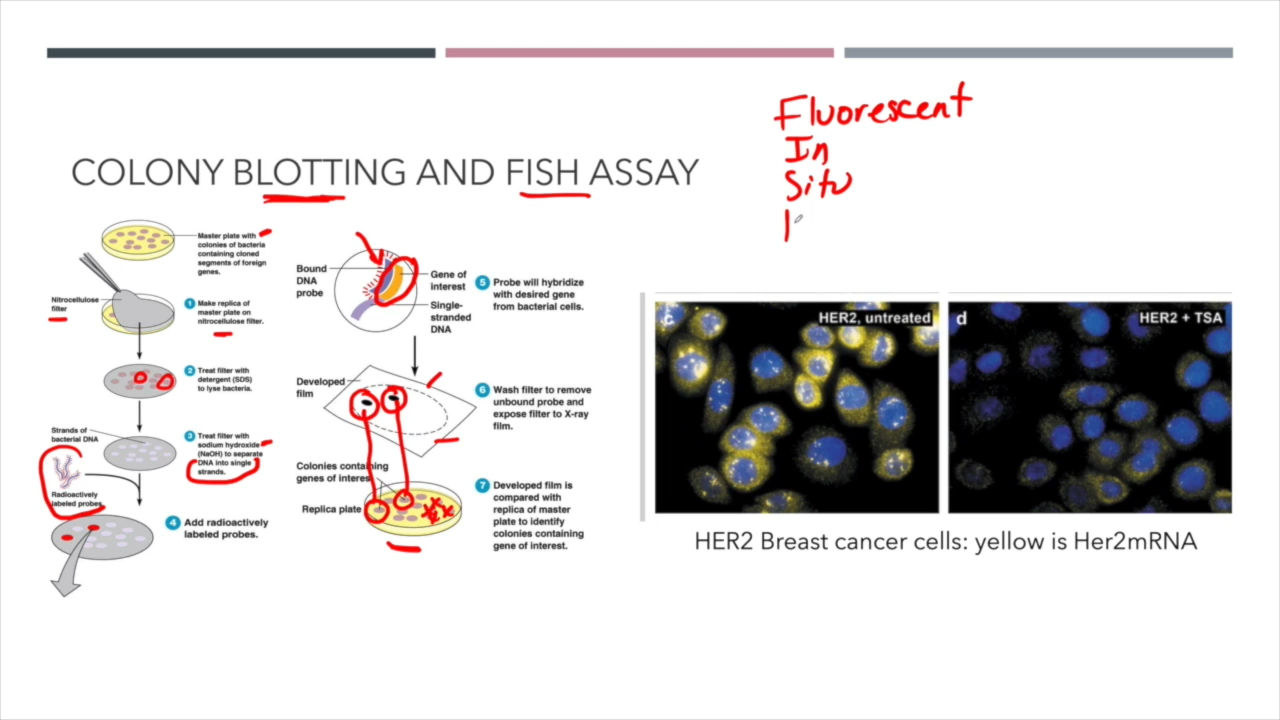 Fluorescent
In
Situ
COLONY BLOTTING AND FISH ASSAY
Master plate with
colonies of bacteria
containing cloned
segments of foreign
genes.
Nitrocellulose
filter
1 Make replica of
master plate on
nitrocellulose filter.
2 Treat filter with
detergent (SDS)
to lyse bacteria.
Strands of
bacterial DNA
3 Treat filter with
sodium hydroxide
(NaOH) to separate
DNA into single
strands.
Radioactively
labeled probes
4 Add radioactively
labeled probes.
Bound
DNA
probe
Gene of
interest
Single-
stranded
DNA
5 Probe will hybridize
with desired gene
from bacterial cells.
Developed
film
6 Wash filter to remove
unbound probe and
expose filter to X-ray
film.
Colonies containing
genes of interest
Replica plate
7 Developed film is
compared with
replica of master
plate to identify
colonies containing
gene of interest.
c HER2, untreated
d HER2 + TSA
HER2 Breast cancer cells: yellow is Her2mRNA